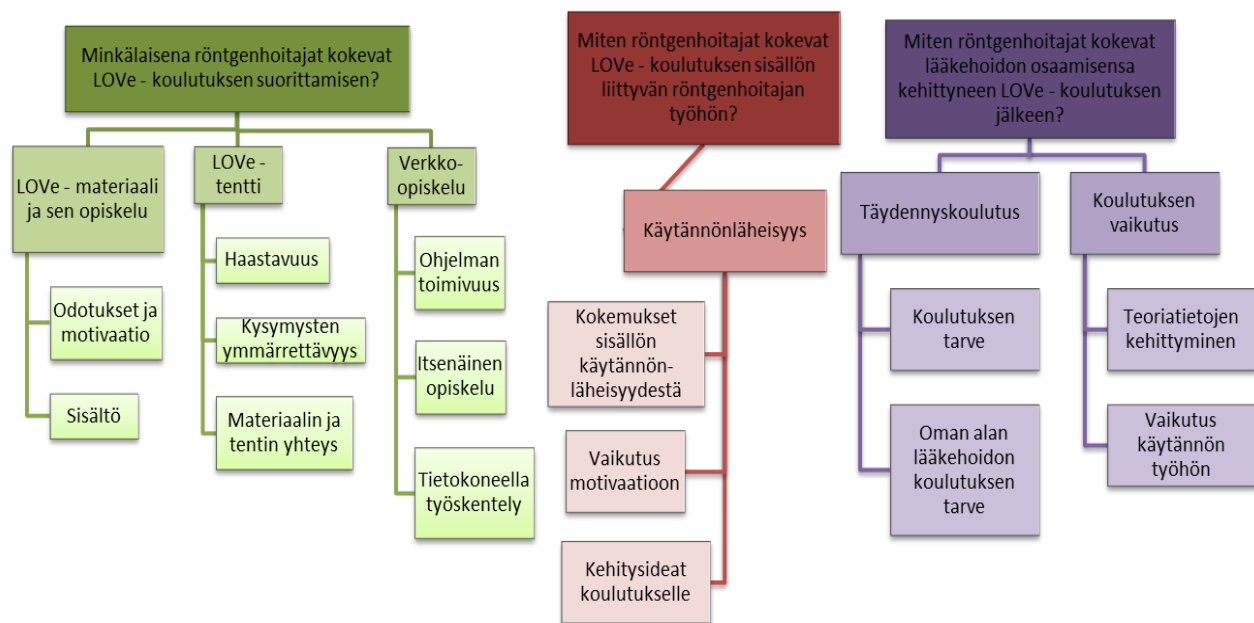 Minkälaisena röntgenhoitajat kokevat
LOVe - koulutuksen suorittamisen?
LOVe - materiaali
ja sen opiskelu
Odotukset ja
motivaatio
Sisältö
LOVe -
tentti
Haastavuus
Kysymysten
ymmärrettävyys
Materiaalin ja
tentin yhteys
Verkko-
opiskelu
Ohjelman
toimivuus
Itsenäinen
opiskelu
Tietokoneella
työskentely
Miten röntgenhoitajat kokevat
LOVe - koulutuksen sisällön
liittyvän röntgenhoitajan
työhön?
Käytännönläheisyys
Kokemukset
sisällön
käytännön-
läheisyydestä
Vaikutus
motivaatioon
Kehitysideat
koulutukselle
Miten röntgenhoitajat kokevat
lääkehoidon osaamisensa
kehittyneen LOVe - koulutuksen
jälkeen?
Täydennyskoulutus
Koulutuksen
tarve
Oman alan
lääkehoidon
koulutuksen
tarve
Koulutuksen
vaikutus
Teoriatietojen
kehittyminen
Vaikutus
käytännön
työhön